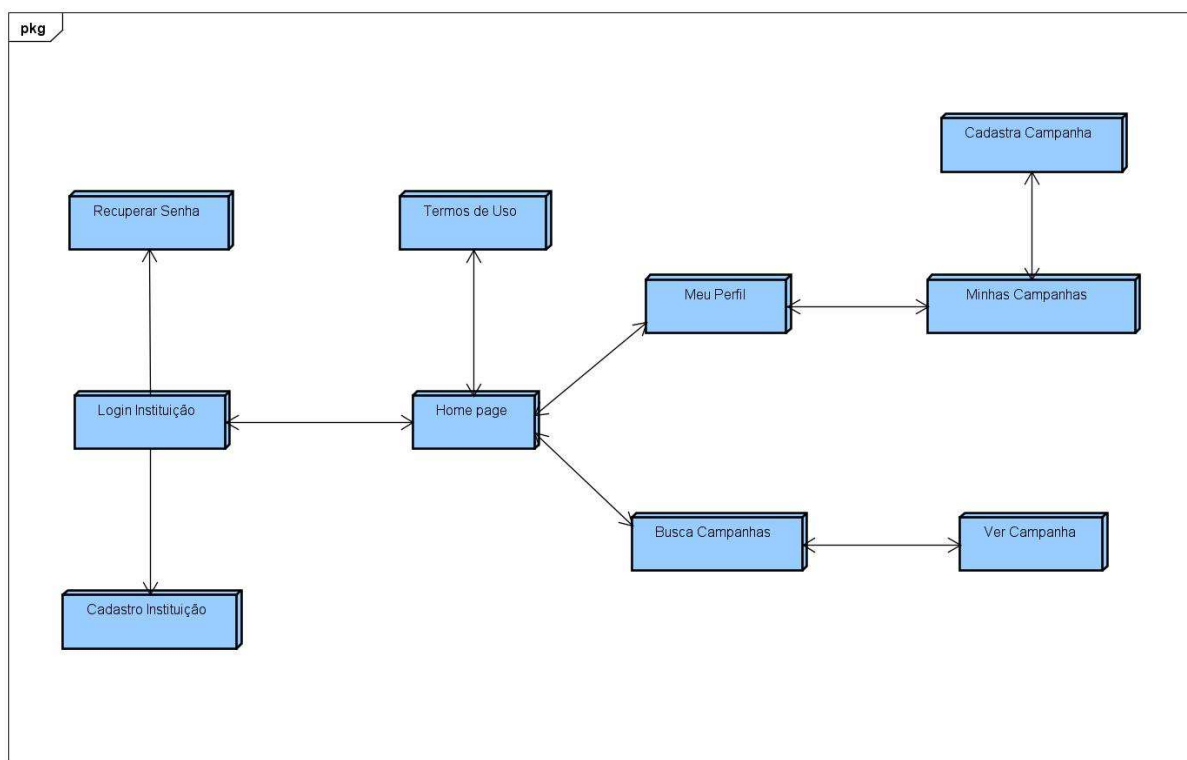 pkg
Cadastra Campanha
Recuperar Senha
Termos de Uso
Meu Perfil
Minhas Campanhas
Login Instituição
Home page
Busca Campanhas
Ver Campanha
Cadastro Instituição